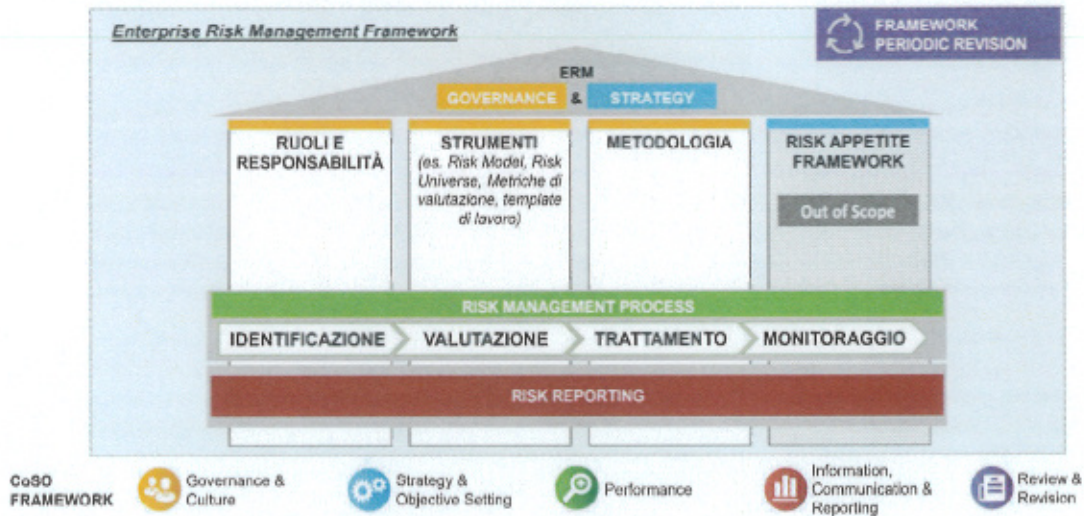 Enterprise Risk Management Framework
FRAMEWORK
PERIODIC REVISION
ERM
GOVERNANCE & STRATEGY
RUOLI E
RESPONSABILITÀ
STRUMENTI
(es. Risk Model, Risk
Universe, Metriche di
valutazione, template
di lavoro)
METODOLOGIA
RISK APPETITE
FRAMEWORK
Out of Scope
RISK MANAGEMENT PROCESS
IDENTIFICAZIONE
VALUTAZIONE
TRATTAMENTO
MONITORAGGIO
RISK REPORTING
CoSO
FRAMEWORK
Governance &
Culture
Strategy &
Objective Setting
Performance
Information,
Communication &
Reporting
Review &
Revision